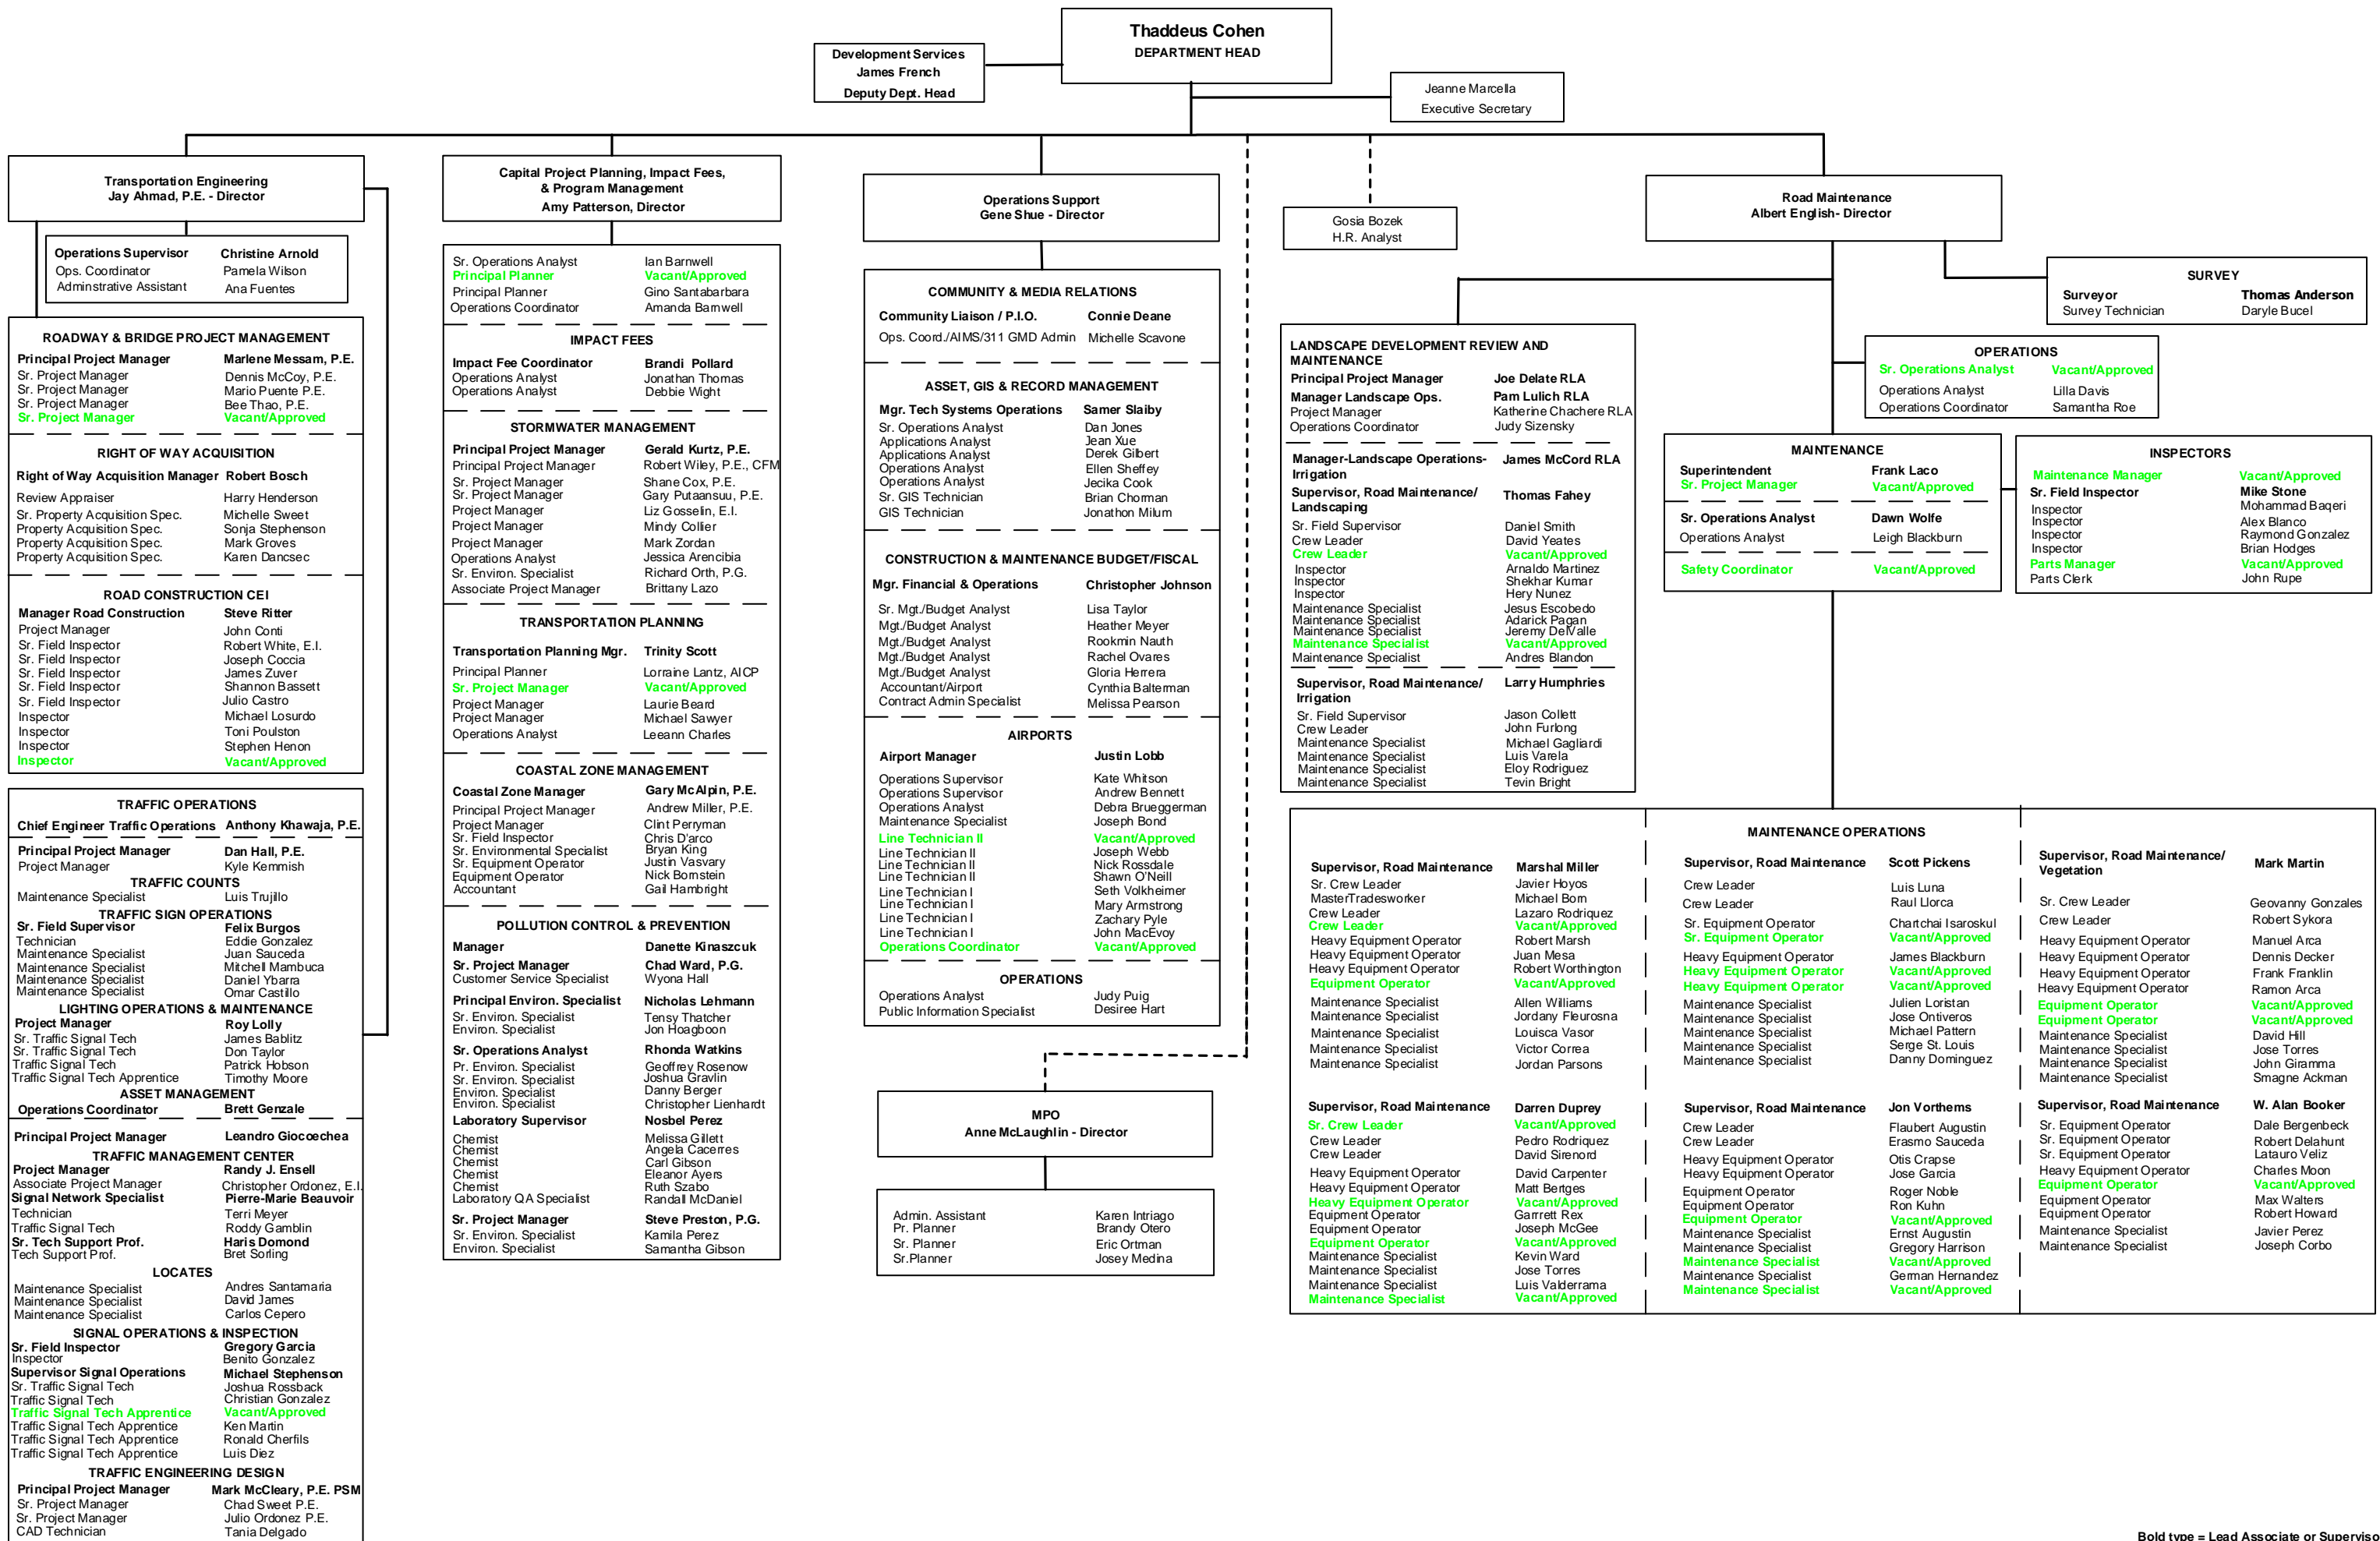 Thaddeus Cohen
DEPARTMENT HEAD
Development Services
James French
Deputy Dept. Head
Jeanne Marcella
Executive Secretary
Transportation Engineering
Jay Ahmad, P.E. - Director
Operations Supervisor Christine Arnold
Ops. Coordinator Pamela Wilson
Adminstrative Assistant Ana Fuentes
ROADWAY & BRIDGE PROJECT MANAGEMENT
Principal Project Manager Marlene Messam, P.E.
Sr. Project Manager Dennis McCoy, P.E.
Sr. Project Manager Mario Puente P.E.
Sr. Project Manager Bee Thao, P.E.
Sr. Project Manager Vacant/Approved
RIGHT OF WAY ACQUISITION
Right of Way Acquisition Manager Robert Bosch
Review Appraiser Harry Henderson
Sr. Property Acquisition Spec. Michelle Sweet
Property Acquisition Spec. Sonja Stephenson
Property Acquisition Spec. Mark Groves
Property Acquisition Spec. Karen Dancsec
ROAD CONSTRUCTION CEI
Manager Road Construction Steve Ritter
Project Manager John Conti
Sr. Field Inspector Robert White, E.I.
Sr. Field Inspector Joseph Coccia
Sr. Field Inspector James Zuver
Sr. Field Inspector Shannon Bassett
Sr. Field Inspector Julio Castro
Inspector Michael Losurdo
Inspector Toni Poulston
Inspector Stephen Henon
Inspector Vacant/Approved
TRAFFIC OPERATIONS
Chief Engineer Traffic Operations Anthony Khawaja, P.E.
Principal Project Manager Dan Hall, P.E.
Project Manager Kyle Kemmish
TRAFFIC COUNTS
Maintenance Specialist Luis Trujillo
TRAFFIC SIGN OPERATIONS
Sr. Field Supervisor Felix Burgos
Technician Eddie Gonzalez
Maintenance Specialist Juan Sauceda
Maintenance Specialist Mitchell Mambuca
Maintenance Specialist Daniel Ybarra
Maintenance Specialist Omar Castillo
LIGHTING OPERATIONS & MAINTENANCE
Project Manager Roy Lolly
Sr. Traffic Signal Tech James Bablitz
Sr. Traffic Signal Tech Don Taylor
Traffic Signal Tech Patrick Hobson
Traffic Signal Tech Apprentice Timothy Moore
ASSET MANAGEMENT
Operations Coordinator Brett Genzale
Principal Project Manager Leandro Giocoechea
TRAFFIC MANAGEMENT CENTER
Project Manager Randy J. Ensell
Associate Project Manager Christopher Ordonez, E.I.
Signal Network Specialist Pierre-Marie Beauvoir
Technician Terri Meyer
Traffic Signal Tech Roddy Gamblin
Sr. Tech Support Prof. Haris Domond
Tech Support Prof. Bret Sorling
LOCATES
Maintenance Specialist Andres Santamaria
Maintenance Specialist David James
Maintenance Specialist Carlos Cepero
SIGNAL OPERATIONS & INSPECTION
Sr. Field Inspector Gregory Garcia
Inspector Benito Gonzalez
Supervisor Signal Operations Michael Stephenson
Sr. Traffic Signal Tech Joshua Rossback
Traffic Signal Tech Christian Gonzalez
Traffic Signal Tech Apprentice Vacant/Approved
Traffic Signal Tech Apprentice Ken Martin
Traffic Signal Tech Apprentice Ronald Cherfils
Traffic Signal Tech Apprentice Luis Diez
TRAFFIC ENGINEERING DESIGN
Principal Project Manager Mark McCleary, P.E. PSM
Sr. Project Manager Chad Sweet P.E.
Sr. Project Manager Julio Ordonez P.E.
CAD Technician Tania Delgado
Capital Project Planning, Impact Fees,
& Program Management
Amy Patterson, Director
Sr. Operations Analyst Ian Barnwell
Principal Planner Vacant/Approved
Principal Planner Gino Santabarbara
Operations Coordinator Amanda Barnwell
IMPACT FEES
Impact Fee Coordinator Brandi Pollard
Operations Analyst Jonathan Thomas
Operations Analyst Debbie Wight
STORMWATER MANAGEMENT
Principal Project Manager Gerald Kurtz, P.E.
Principal Project Manager Robert Wiley, P.E., CFM
Sr. Project Manager Shane Cox, P.E.
Sr. Project Manager Gary Putaansuu, P.E.
Project Manager Liz Gosselin, E.I.
Project Manager Mindy Collier
Project Manager Mark Zordan
Operations Analyst Jessica Arencibia
Sr. Environ. Specialist Richard Orth, P.G.
Associate Project Manager Brittany Lazo
TRANSPORTATION PLANNING
Transportation Planning Mgr. Trinity Scott
Principal Planner Lorraine Lantz, AICP
Sr. Project Manager Vacant/Approved
Project Manager Laurie Beard
Project Manager Michael Sawyer
Operations Analyst Leeann Charles
COASTAL ZONE MANAGEMENT
Coastal Zone Manager Gary McAlpin, P.E.
Principal Project Manager Andrew Miller, P.E.
Project Manager Clint Perryman
Sr. Field Inspector Chris D'arco
Sr. Environmental Specialist Bryan King
Sr. Equipment Operator Justin Vasvary
Equipment Operator Nick Bornstein
Accountant Gail Hambright
POLLUTION CONTROL & PREVENTION
Manager Danette Kinaszcuk
Sr. Project Manager Chad Ward, P.G.
Customer Service Specialist Wyona Hall
Principal Environ. Specialist Nicholas Lehmann
Sr. Environ. Specialist Tensy Thatcher
Environ. Specialist Jon Hoagboon
Sr. Operations Analyst Rhonda Watkins
Pr. Environ. Specialist Geoffrey Rosenow
Sr. Environ. Specialist Joshua Gravlin
Environ. Specialist Danny Berger
Environ. Specialist Christopher Lienhardt
Laboratory Supervisor Nosbel Perez
Chemist Melissa Gillett
Chemist Angela Cacerres
Chemist Carl Gibson
Chemist Eleanor Ayers
Chemist Ruth Szabo
Laboratory QA Specialist Randall McDaniel
Sr. Project Manager Steve Preston, P.G.
Sr. Environ. Specialist Kamila Perez
Environ. Specialist Samantha Gibson
Operations Support
Gene Shue - Director
COMMUNITY & MEDIA RELATIONS
Community Liaison / P.I.O. Connie Deane
Ops. Coord./AIMS/311 GMD Admin Michelle Scavone
ASSET, GIS & RECORD MANAGEMENT
Mgr. Tech Systems Operations Samer Slaiby
Sr. Operations Analyst Dan Jones
Applications Analyst Jean Xue
Applications Analyst Derek Gilbert
Operations Analyst Ellen Sheffey
Operations Analyst Jecika Cook
Sr. GIS Technician Brian Chorman
GIS Technician Jonathon Milum
CONSTRUCTION & MAINTENANCE BUDGET/FISCAL
Mgr. Financial & Operations Christopher Johnson
Sr. Mgt./Budget Analyst Lisa Taylor
Mgt./Budget Analyst Heather Meyer
Mgt./Budget Analyst Rookmin Nauth
Mgt./Budget Analyst Rachel Ovares
Mgt./Budget Analyst Gloria Herrera
Accountant/Airport Cynthia Balterman
Contract Admin Specialist Melissa Pearson
AIRPORTS
Airport Manager Justin Lobb
Operations Supervisor Kate Whitson
Operations Supervisor Andrew Bennett
Operations Analyst Debra Brueggerman
Maintenance Specialist Joseph Bond
Line Technician II Vacant/Approved
Line Technician II Joseph Webb
Line Technician II Nick Rossdale
Line Technician II Shawn O'Neill
Line Technician I Seth Volkheimer
Line Technician I Mary Armstrong
Line Technician I Zachary Pyle
Line Technician I John MacEvoy
Operations Coordinator Vacant/Approved
OPERATIONS
Operations Analyst Judy Puig
Public Information Specialist Desiree Hart
MPO
Anne McLaughlin - Director
Admin. Assistant Karen Intriago
Pr. Planner Brandy Otero
Sr. Planner Eric Ortman
Sr.Planner Josey Medina
Gosia Bozek
H.R. Analyst
Road Maintenance
Albert English- Director
SURVEY
Surveyor Thomas Anderson
Survey Technician Daryle Bucel
OPERATIONS
Sr. Operations Analyst Vacant/Approved
Operations Analyst Lilla Davis
Operations Coordinator Samantha Roe
LANDSCAPE DEVELOPMENT REVIEW AND
MAINTENANCE
Principal Project Manager Joe Delate RLA
Manager Landscape Ops. Pam Lulich RLA
Project Manager Katherine Chachere RLA
Operations Coordinator Judy Sizensky
Manager-Landscape Operations- James McCord RLA
Irrigation
Supervisor, Road Maintenance/ Thomas Fahey
Landscaping
Sr. Field Supervisor Daniel Smith
Crew Leader David Yeates
Crew Leader Vacant/Approved
Inspector Arnaldo Martinez
Inspector Shekhar Kumar
Inspector Hery Nunez
Maintenance Specialist Jesus Escobedo
Maintenance Specialist Adarick Pagan
Maintenance Specialist Jeremy DelValle
Maintenance Specialist Vacant/Approved
Maintenance Specialist Andres Blandon
Supervisor, Road Maintenance/ Larry Humphries
Irrigation
Sr. Field Supervisor Jason Collett
Crew Leader John Furlong
Maintenance Specialist Michael Gagliardi
Maintenance Specialist Luis Varela
Maintenance Specialist Eloy Rodriguez
Maintenance Specialist Tevin Bright
MAINTENANCE
Superintendent Frank Laco
Sr. Project Manager Vacant/Approved
Sr. Operations Analyst Dawn Wolfe
Operations Analyst Leigh Blackburn
Safety Coordinator Vacant/Approved
INSPECTORS
Maintenance Manager Vacant/Approved
Sr. Field Inspector Mike Stone
Inspector Mohammad Baqeri
Inspector Alex Blanco
Inspector Raymond Gonzalez
Inspector Brian Hodges
Parts Manager Vacant/Approved
Parts Clerk John Rupe
MAINTENANCE OPERATIONS
Supervisor, Road Maintenance Marshal Miller
Sr. Crew Leader Javier Hoyos
MasterTradesworker Michael Born
Crew Leader Lazaro Rodriquez
Crew Leader Vacant/Approved
Heavy Equipment Operator Robert Marsh
Heavy Equipment Operator Juan Mesa
Heavy Equipment Operator Robert Worthington
Equipment Operator Vacant/Approved
Maintenance Specialist Allen Williams
Maintenance Specialist Jordany Fleurosna
Maintenance Specialist Louisca Vasor
Maintenance Specialist Victor Correa
Maintenance Specialist Jordan Parsons
Supervisor, Road Maintenance Darren Duprey
Sr. Crew Leader Vacant/Approved
Crew Leader Pedro Rodriquez
Crew Leader David Sirenord
Heavy Equipment Operator David Carpenter
Heavy Equipment Operator Matt Bertges
Heavy Equipment Operator Vacant/Approved
Equipment Operator Garrrett Rex
Equipment Operator Joseph McGee
Equipment Operator Vacant/Approved
Maintenance Specialist Kevin Ward
Maintenance Specialist Jose Torres
Maintenance Specialist Luis Valderrama
Maintenance Specialist Vacant/Approved
Supervisor, Road Maintenance Scott Pickens
Crew Leader Luis Luna
Crew Leader Raul Llorca
Sr. Equipment Operator Chartchai Isaroskul
Sr. Equipment Operator Vacant/Approved
Heavy Equipment Operator James Blackburn
Heavy Equipment Operator Vacant/Approved
Heavy Equipment Operator Vacant/Approved
Maintenance Specialist Julien Loristan
Maintenance Specialist Jose Ontiveros
Maintenance Specialist Michael Pattern
Maintenance Specialist Serge St. Louis
Maintenance Specialist Danny Dominguez
Supervisor, Road Maintenance Jon Vorthems
Crew Leader Flaubert Augustin
Crew Leader Erasmo Sauceda
Heavy Equipment Operator Otis Crapse
Heavy Equipment Operator Jose Garcia
Equipment Operator Roger Noble
Equipment Operator Ron Kuhn
Equipment Operator Vacant/Approved
Maintenance Specialist Ernst Augustin
Maintenance Specialist Gregory Harrison
Maintenance Specialist Vacant/Approved
Maintenance Specialist German Hernandez
Maintenance Specialist Vacant/Approved
Supervisor, Road Maintenance/ Mark Martin
Vegetation
Sr. Crew Leader Geovanny Gonzales
Crew Leader Robert Sykora
Heavy Equipment Operator Manuel Arca
Heavy Equipment Operator Dennis Decker
Heavy Equipment Operator Frank Franklin
Heavy Equipment Operator Ramon Arca
Equipment Operator Vacant/Approved
Equipment Operator Vacant/Approved
Maintenance Specialist David Hill
Maintenance Specialist Jose Torres
Maintenance Specialist John Giramma
Maintenance Specialist Smagne Ackman
Supervisor, Road Maintenance W. Alan Booker
Sr. Equipment Operator Dale Bergenbeck
Sr. Equipment Operator Robert Delahunt
Sr. Equipment Operator Latauro Veliz
Heavy Equipment Operator Charles Moon
Equipment Operator Vacant/Approved
Equipment Operator Max Walters
Equipment Operator Robert Howard
Maintenance Specialist Javier Perez
Maintenance Specialist Joseph Corbo
Bold type = Lead Associate or Superviso